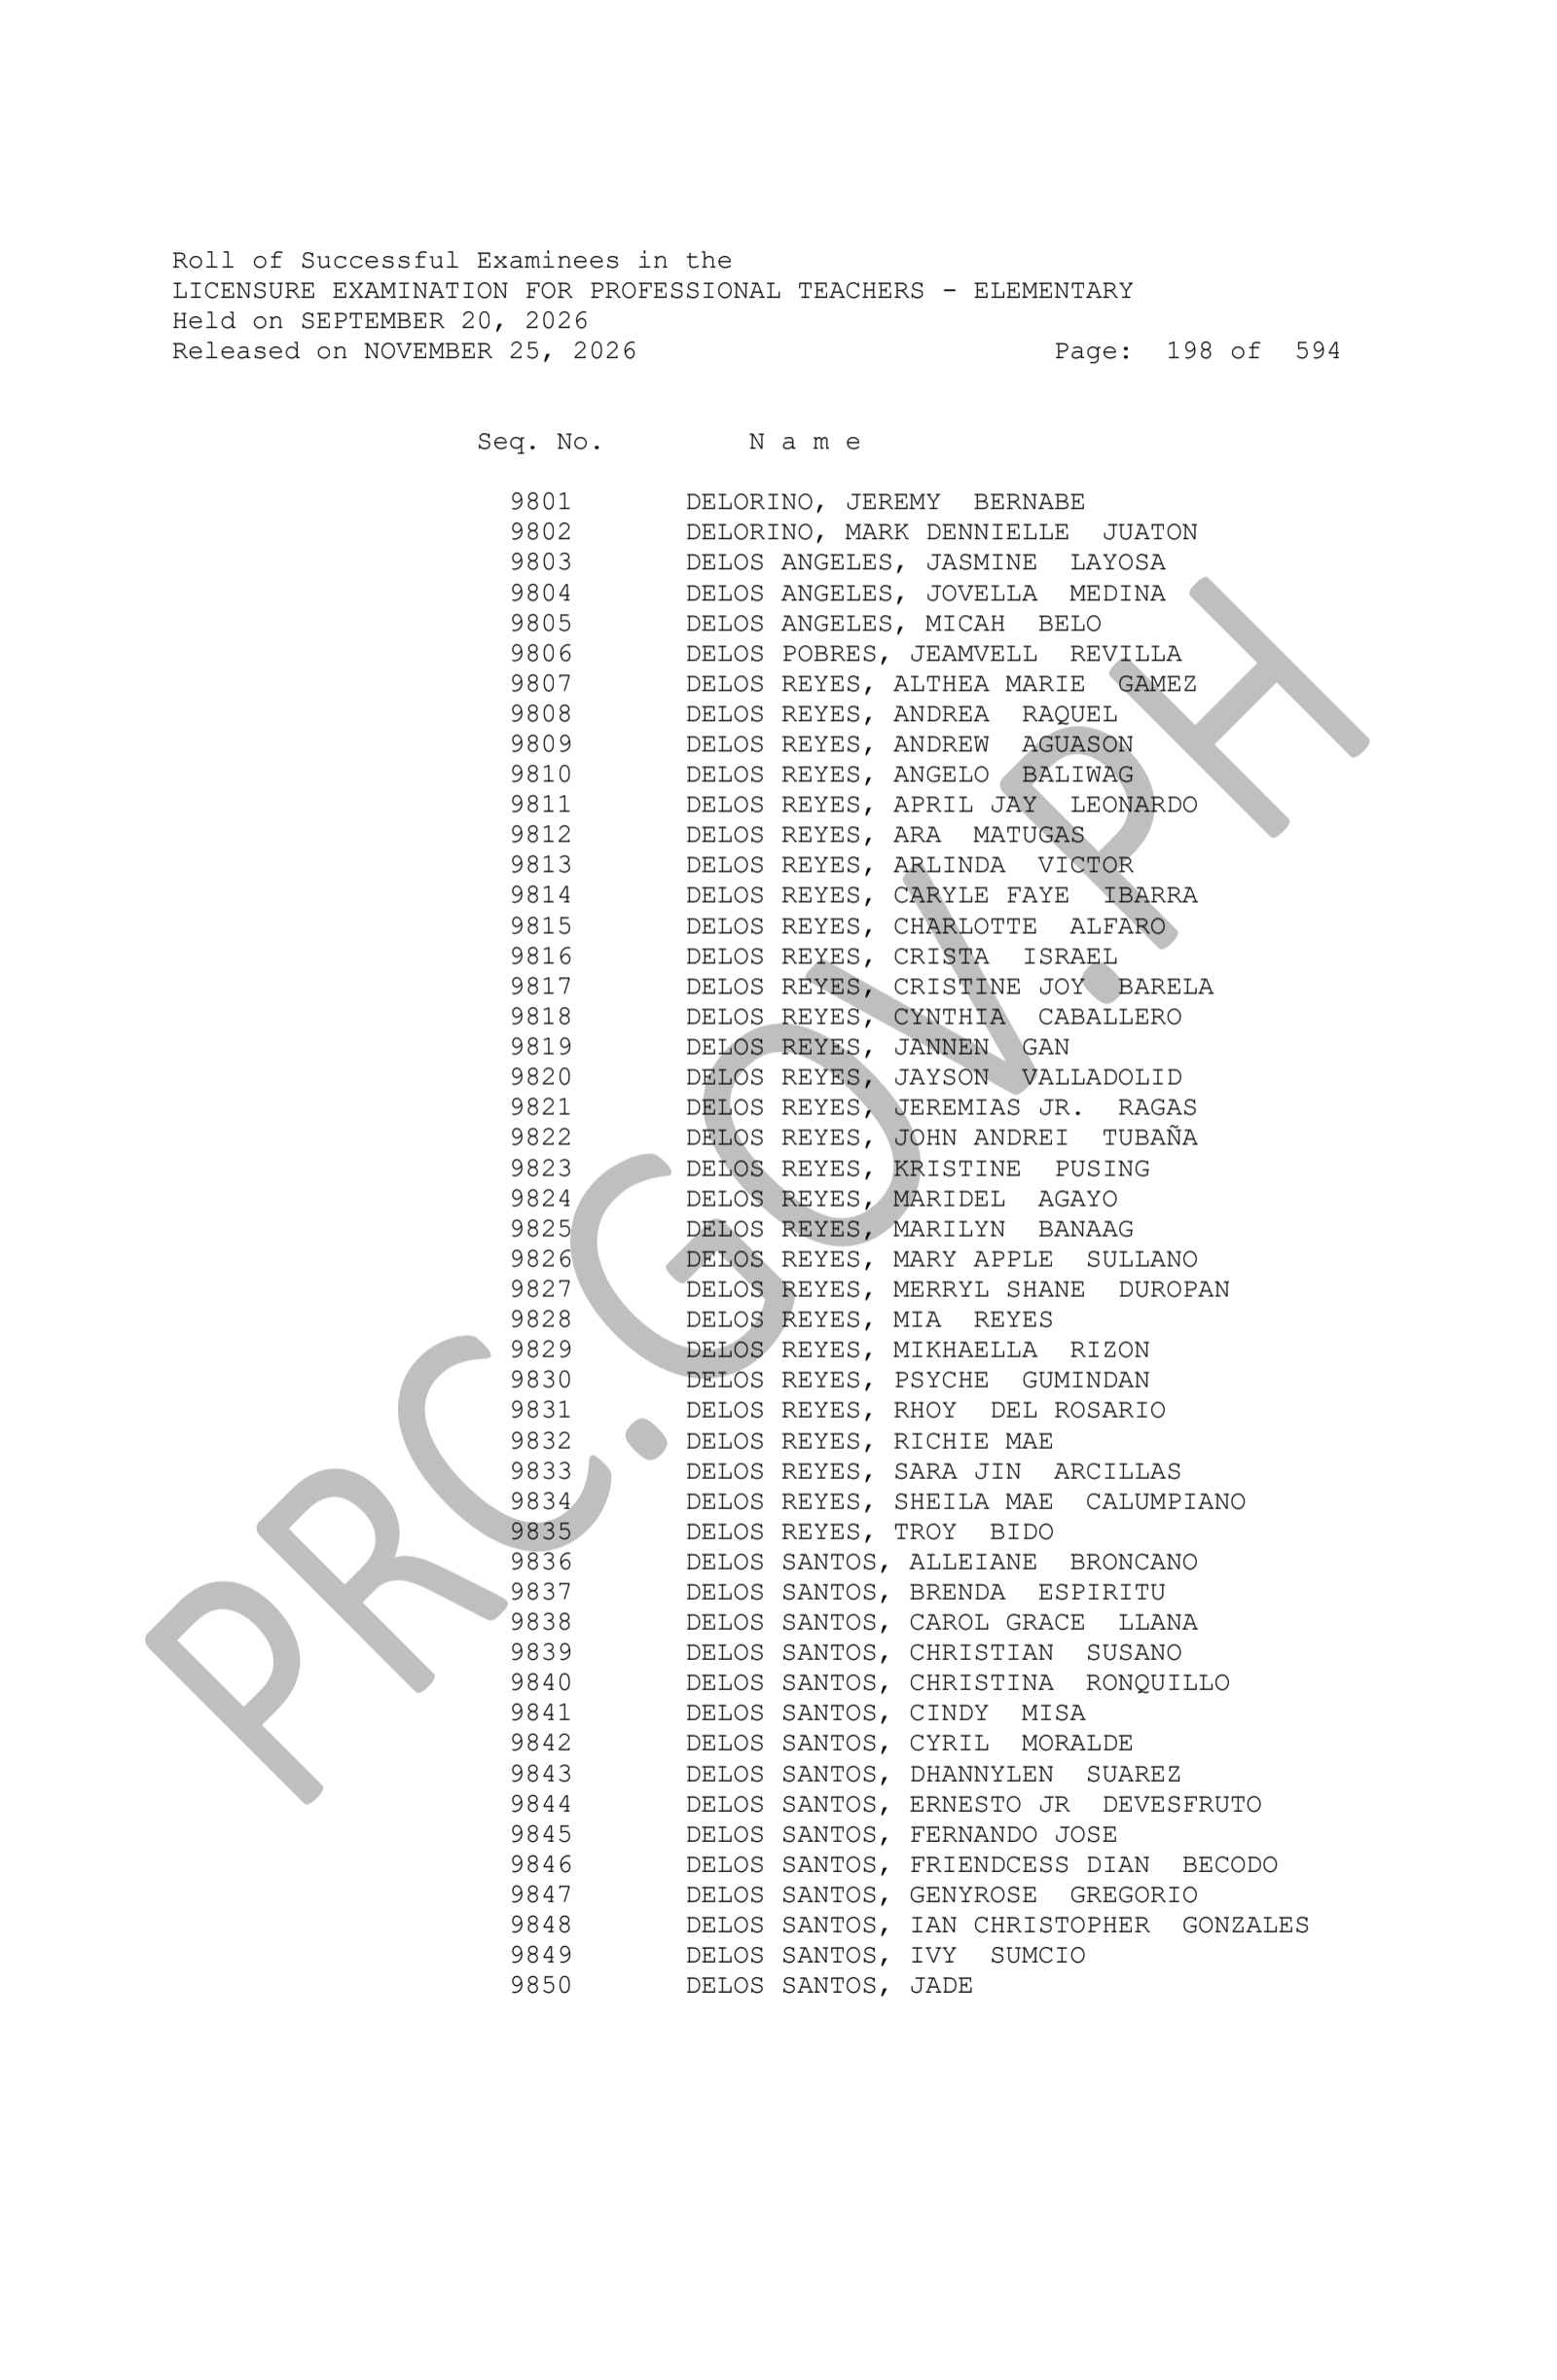 Roll of Successful Examinees in the
LICENSURE EXAMINATION FOR PROFESSIONAL TEACHERS - ELEMENTARY
Held on SEPTEMBER 20, 2026
Released on NOVEMBER 25, 2026 Page: 198 of 594
Seq. No. N a m e
9801 DELORINO, JEREMY BERNABE
9802 DELORINO, MARK DENNIELLE JUATON
9803 DELOS ANGELES, JASMINE LAYOSA
9804 DELOS ANGELES, JOVELLA MEDINA
9805 DELOS ANGELES, MICAH BELO
9806 DELOS POBRES, JEAMVELL REVILLA
9807 DELOS REYES, ALTHEA MARIE GAMEZ
9808 DELOS REYES, ANDREA RAQUEL
9809 DELOS REYES, ANDREW AGUASON
9810 DELOS REYES, ANGELO BALIWAG
9811 DELOS REYES, APRIL JAY LEONARDO
9812 DELOS REYES, ARA MATUGAS
9813 DELOS REYES, ARLINDA VICTOR
9814 DELOS REYES, CARYLE FAYE IBARRA
9815 DELOS REYES, CHARLOTTE ALFARO
9816 DELOS REYES, CRISTA ISRAEL
9817 DELOS REYES, CRISTINE JOY BARELA
9818 DELOS REYES, CYNTHIA CABALLERO
9819 DELOS REYES, JANNEN GAN
9820 DELOS REYES, JAYSON VALLADOLID
9821 DELOS REYES, JEREMIAS JR. RAGAS
9822 DELOS REYES, JOHN ANDREI TUBAÑA
9823 DELOS REYES, KRISTINE PUSING
9824 DELOS REYES, MARIDEL AGAYO
9825 DELOS REYES, MARILYN BANAAG
9826 DELOS REYES, MARY APPLE SULLANO
9827 DELOS REYES, MERRYL SHANE DUROPAN
9828 DELOS REYES, MIA REYES
9829 DELOS REYES, MIKHAELLA RIZON
9830 DELOS REYES, PSYCHE GUMINDAN
9831 DELOS REYES, RHOY DEL ROSARIO
9832 DELOS REYES, RICHIE MAE
9833 DELOS REYES, SARA JIN ARCILLAS
9834 DELOS REYES, SHEILA MAE CALUMPIANO
9835 DELOS REYES, TROY BIDO
9836 DELOS SANTOS, ALLEIANE BRONCANO
9837 DELOS SANTOS, BRENDA ESPIRITU
9838 DELOS SANTOS, CAROL GRACE LLANA
9839 DELOS SANTOS, CHRISTIAN SUSANO
9840 DELOS SANTOS, CHRISTINA RONQUILLO
9841 DELOS SANTOS, CINDY MISA
9842 DELOS SANTOS, CYRIL MORALDE
9843 DELOS SANTOS, DHANNYLEN SUAREZ
9844 DELOS SANTOS, ERNESTO JR DEVESFRUTO
9845 DELOS SANTOS, FERNANDO JOSE
9846 DELOS SANTOS, FRIENDCESS DIAN BECODO
9847 DELOS SANTOS, GENYROSE GREGORIO
9848 DELOS SANTOS, IAN CHRISTOPHER GONZALES
9849 DELOS SANTOS, IVY SUMCIO
9850 DELOS SANTOS, JADE
PRC.GOV.PH